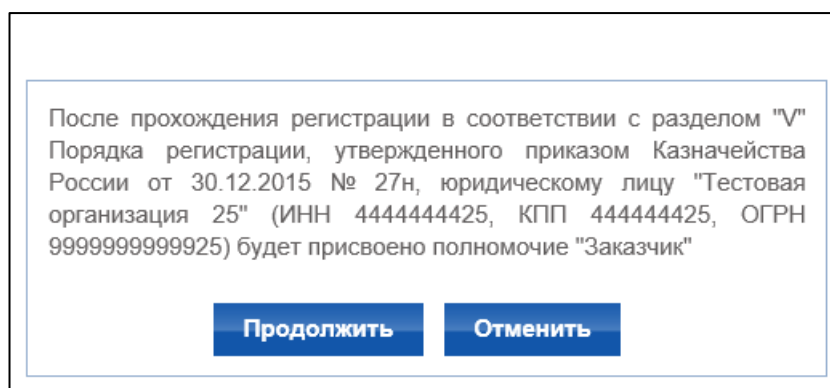 После прохождения регистрации в соответствии с разделом "V"
Порядка регистрации, утвержденного приказом Казначейства
России от 30.12.2015 № 27н, юридическому лицу "Тестовая
организация 25" (ИНН 4444444425, КПП 444444425, ОГРН
9999999999925) будет присвоено полномочие "Заказчик"
Продолжить Отменить